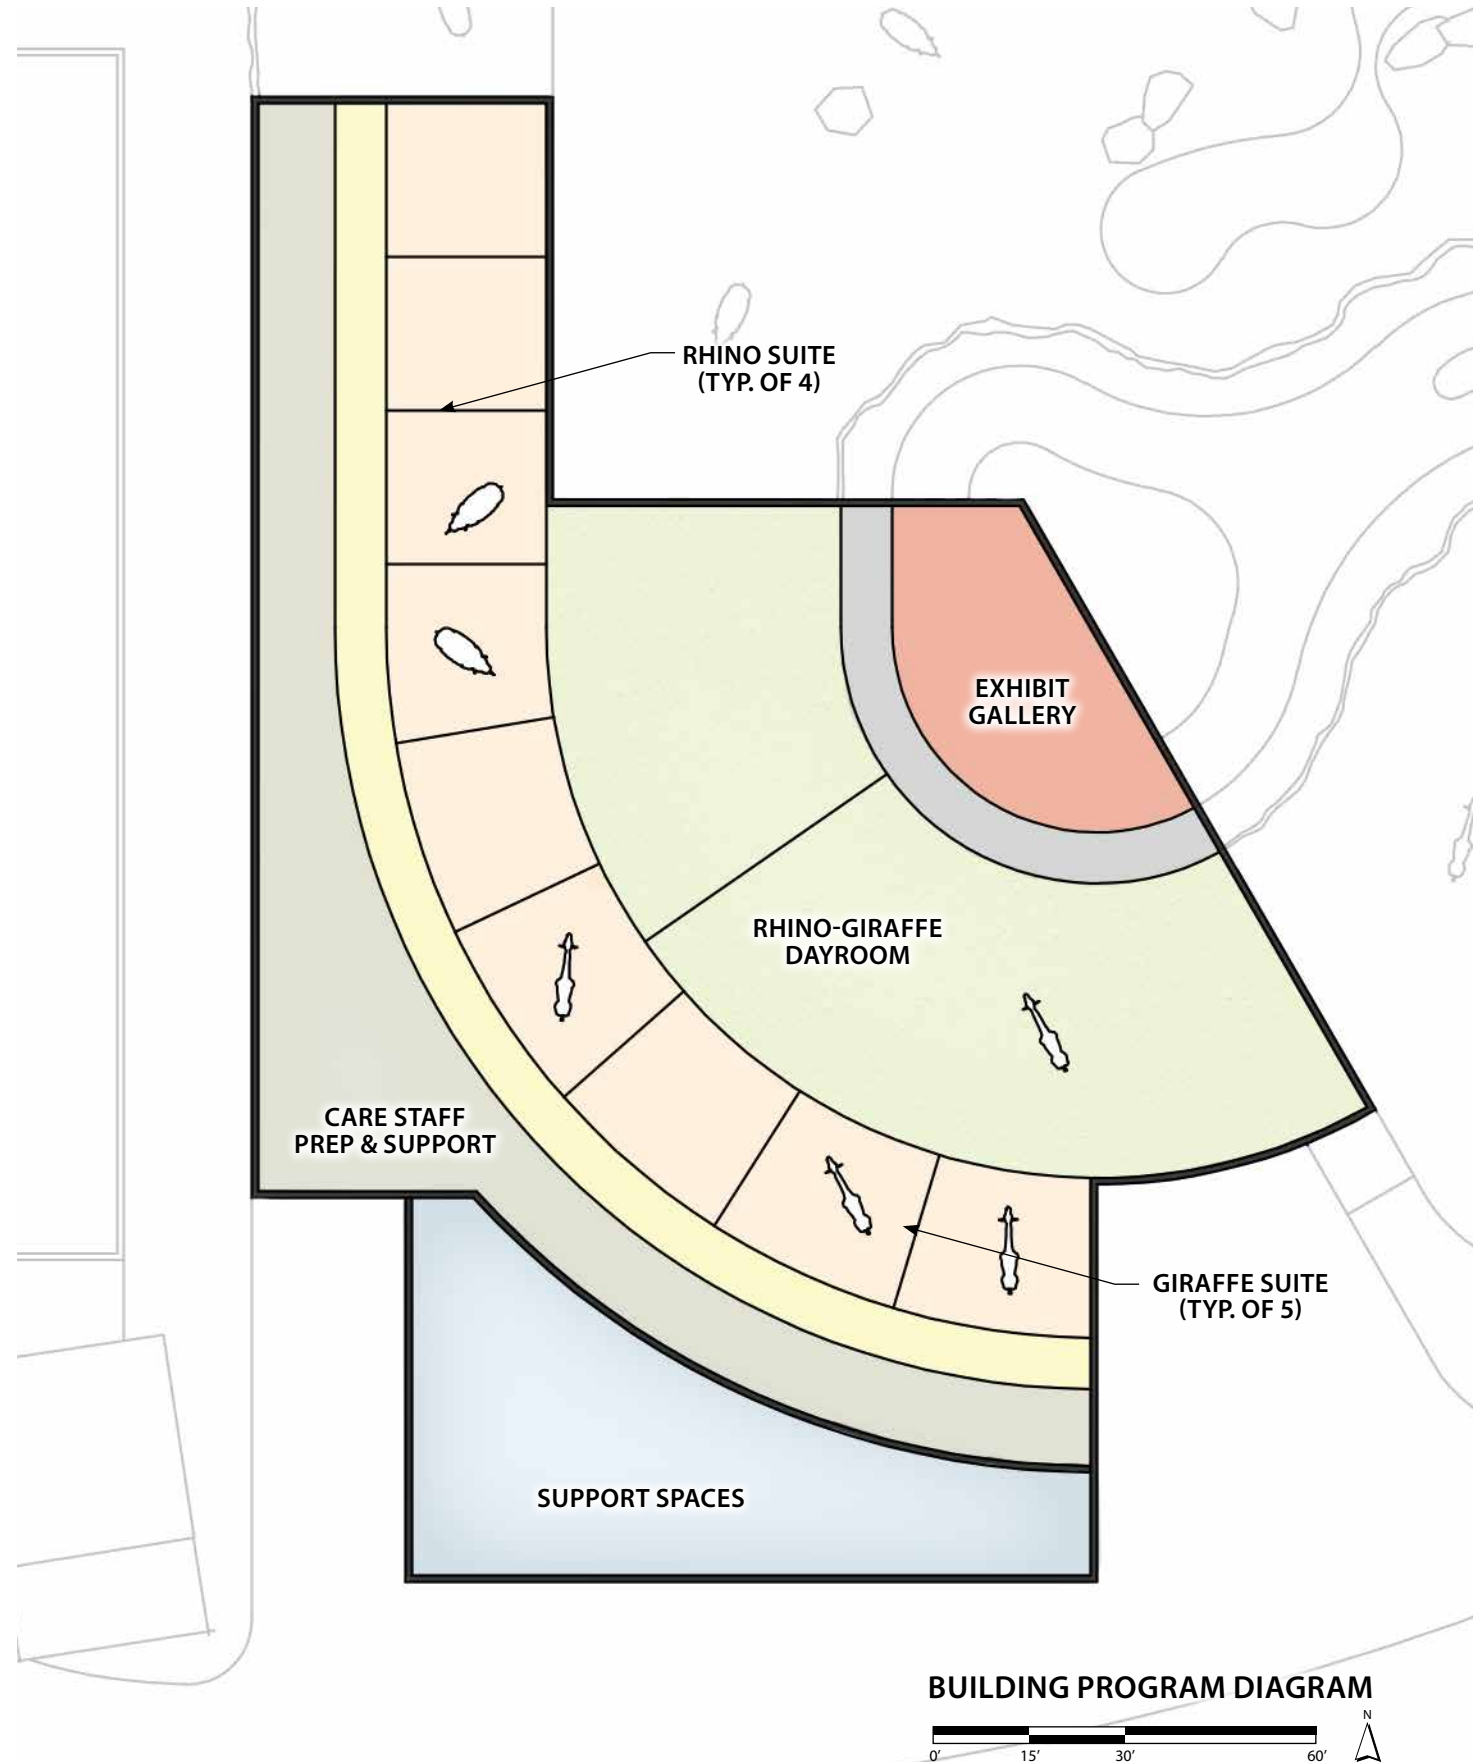 RHINO SUITE
(TYP. OF 4)
EXHIBIT
GALLERY
RHINO-GIRAFFE
DAYROOM
CARE STAFF
PREP & SUPPORT
GIRAFFE SUITE
(TYP. OF 5)
SUPPORT SPACES
BUILDING PROGRAM DIAGRAM
N
0' 15' 30' 60'